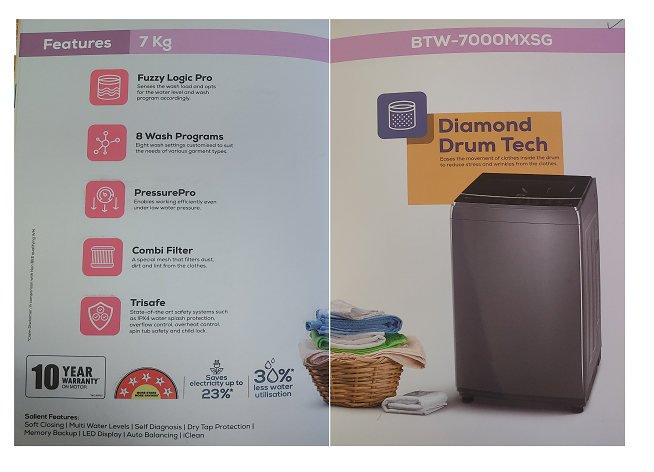 Features 7 Kg
Fuzzy Logic Pro
Senses the wash load and opts
for the water level and wash
program accordingly.
8 Wash Programs
Eight wash settings customised to suit
the needs of various garment types.
PressurePro
Enables working efficiently even
under low water pressure.
Combi Filter
A special mesh that filters dust,
dirt and lint from the clothes.
Trisafe
State-of-the art safety systems such
as IPX4 water splash protection,
overflow control, overheat control,
spin tub safety and child lock.
10 YEAR
WARRANTY*
ON MOTOR
Saves
electricity up to
23%*
30%*
less water
utilisation
Salient Features:
Soft Closing | Multi Water Levels | Self Diagnosis | Dry Tap Protection |
Memory Backup | LED Display | Auto Balancing | iClean
BTW-7000MXSG
Diamond
Drum Tech
Eases the movement of clothes inside the drum
to reduce stress and wrinkles from the clothes.